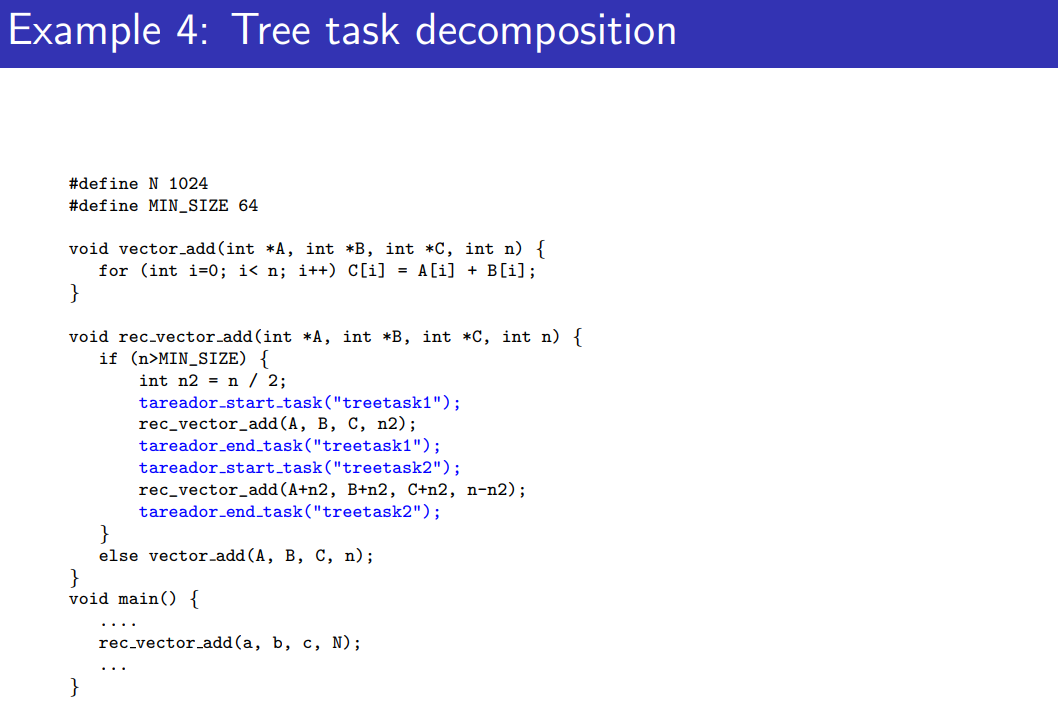 Example 4: Tree task decomposition
#define N 1024
#define MIN_SIZE 64
void vector_add(int *A, int *B, int *C, int n) {
for (int i=0; i< n; i++) C[i] = A[i] + B[i];
}
void rec_vector_add(int *A, int *B, int *C, int n) {
if (n>MIN_SIZE) {
int n2 = n / 2;
tareador_start_task("treetask1");
rec_vector_add(A, B, C, n2);
tareador_end_task("treetask1");
tareador_start_task("treetask2");
rec_vector_add(A+n2, B+n2, C+n2, n-n2);
tareador_end_task("treetask2");
}
else vector_add(A, B, C, n);
}
void main() {
....
rec_vector_add(a, b, c, N);
...
}